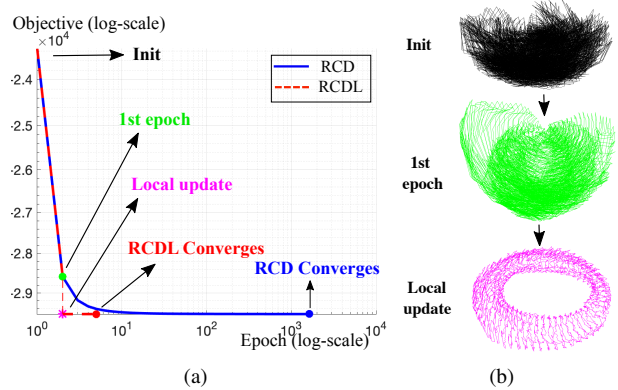 Objective (log-scale)
×10⁴
Init
RCD
RCDL
-2.4
-2.5
-2.6
-2.7
-2.8
-2.9
1st epoch
Local update
RCDL Converges
RCD Converges
10⁰
10¹
10²
10³
10⁴
Epoch (log-scale)
(a)
Init
1st
epoch
Local
update
(b)